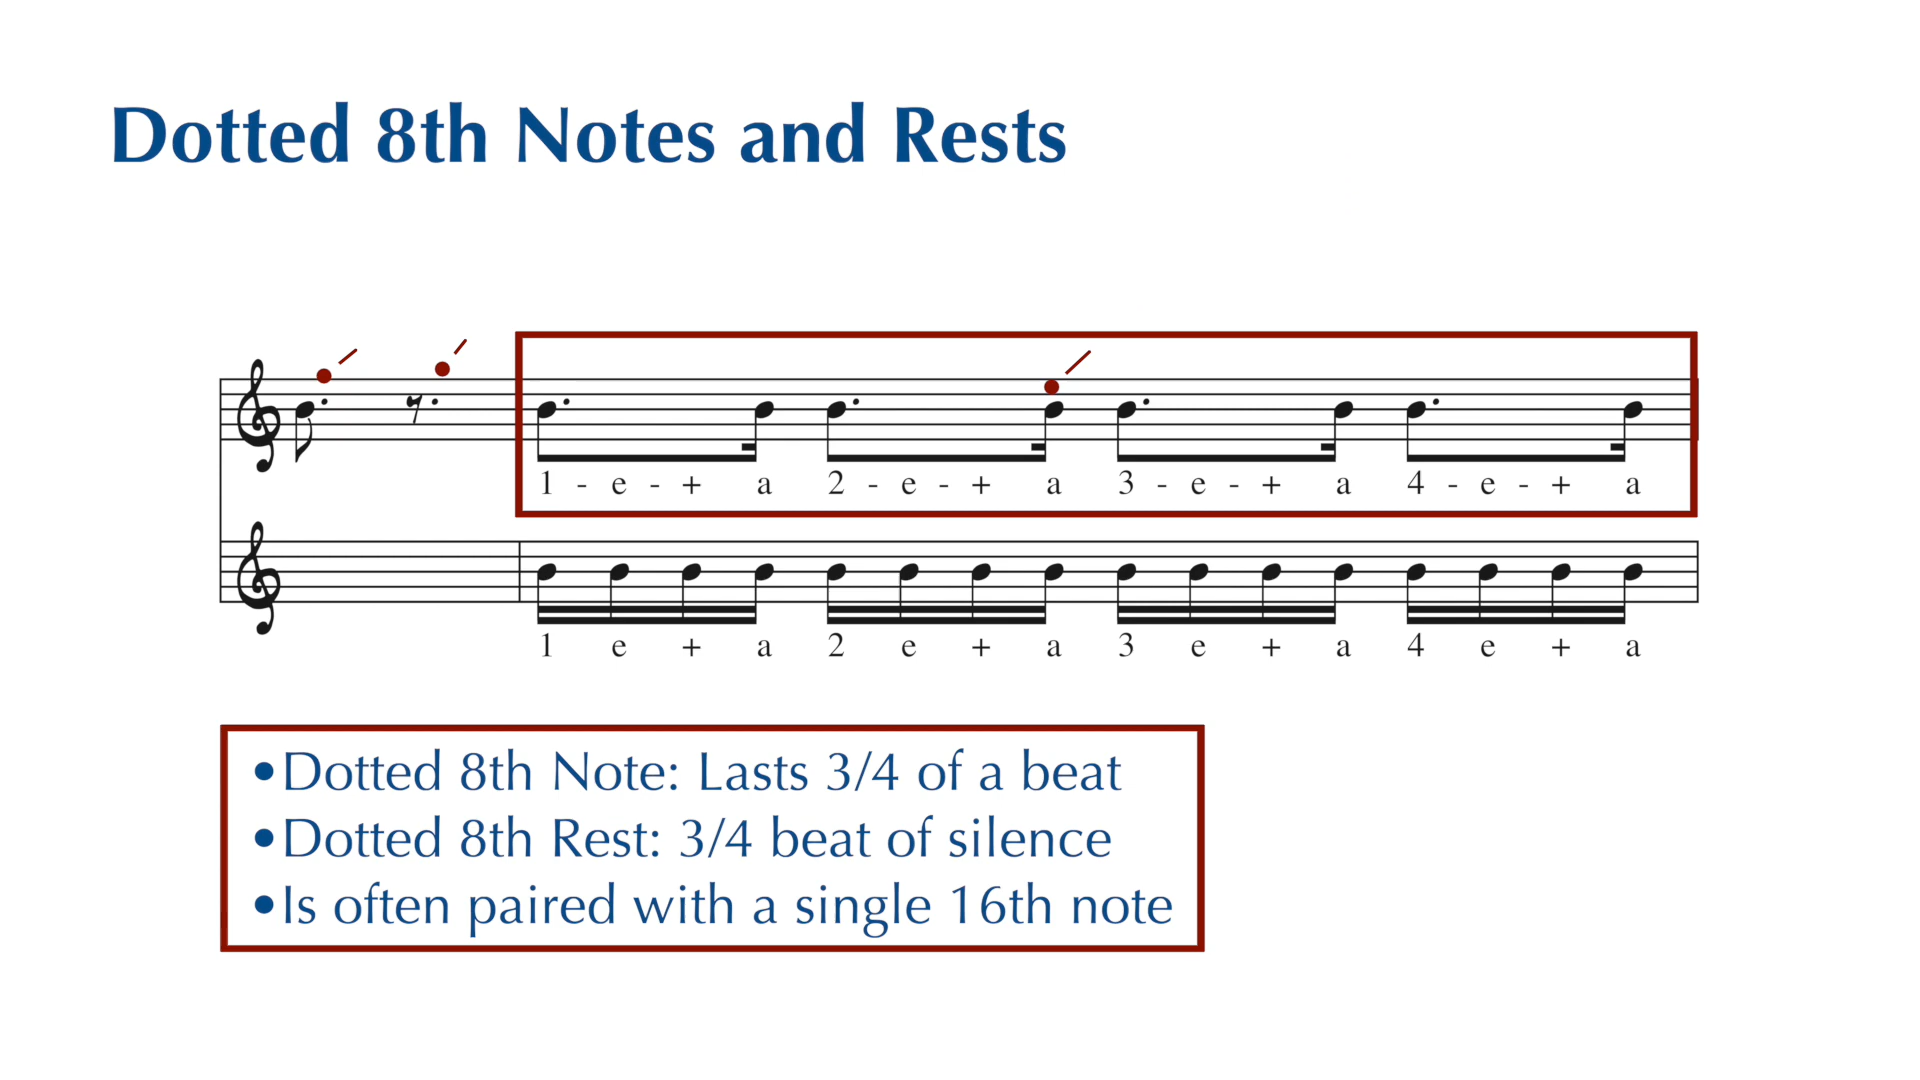 Dotted 8th Notes and Rests
1 - e - + a 2 - e - + a 3 - e - + a 4 - e - + a
1 e + a 2 e + a 3 e + a 4 e + a
•Dotted 8th Note: Lasts 3/4 of a beat
•Dotted 8th Rest: 3/4 beat of silence
•Is often paired with a single 16th note